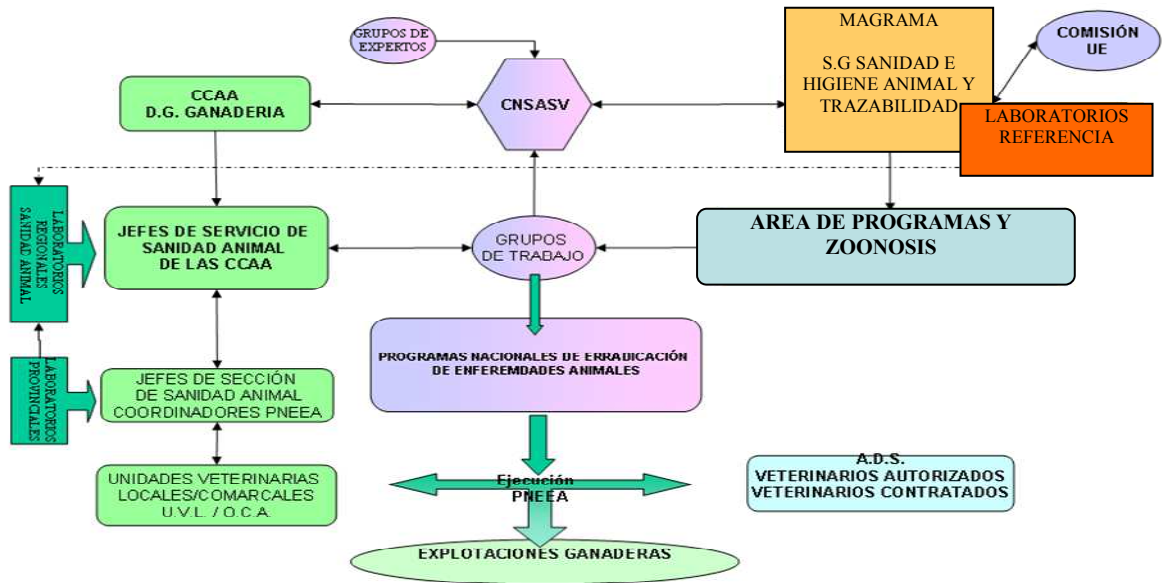 GRUPOS DE
EXPERTOS
MAGRAMA
S.G SANIDAD E
HIGIENE ANIMAL Y
TRAZABILIDAD
COMISIÓN
UE
CCAA
D.G. GANADERIA
CNSASV
LABORATORIOS
REFERENCIA
LABORATORIOS
REGIONALES
SANIDAD ANIMAL
JEFES DE SERVICIO DE
SANIDAD ANIMAL
DE LAS CCAA
GRUPOS
DE TRABAJO
AREA DE PROGRAMAS Y
ZOONOSIS
PROGRAMAS NACIONALES DE ERRADICACIÓN
DE ENFEREMDADES ANIMALES
LABORATORIOS
PROVINCIALES
JEFES DE SECCIÓN
DE SANIDAD ANIMAL
COORDINADORES PNEEA
UNIDADES VETERINARIAS
LOCALES/COMARCALES
U.V.L. / O.C.A.
Ejecución
PNEEA
A.D.S.
VETERINARIOS AUTORIZADOS
VETERINARIOS CONTRATADOS
EXPLOTACIONES GANADERAS